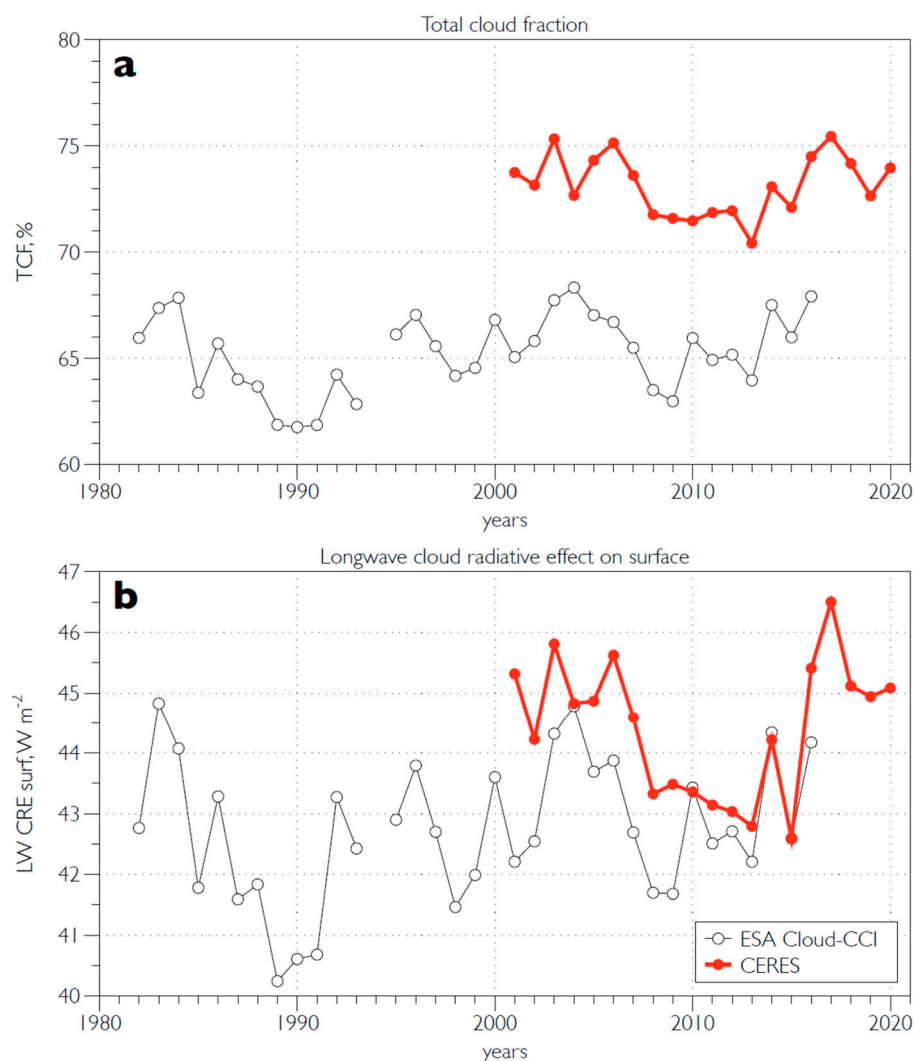 Total cloud fraction
a
80
75
70
65
60
TCF, %
1980
1990
2000
2010
2020
years
Longwave cloud radiative effect on surface
b
47
46
45
44
43
42
41
40
LW CRE surf, W m⁻²
ESA Cloud-CCI
CERES
1980
1990
2000
2010
2020
years